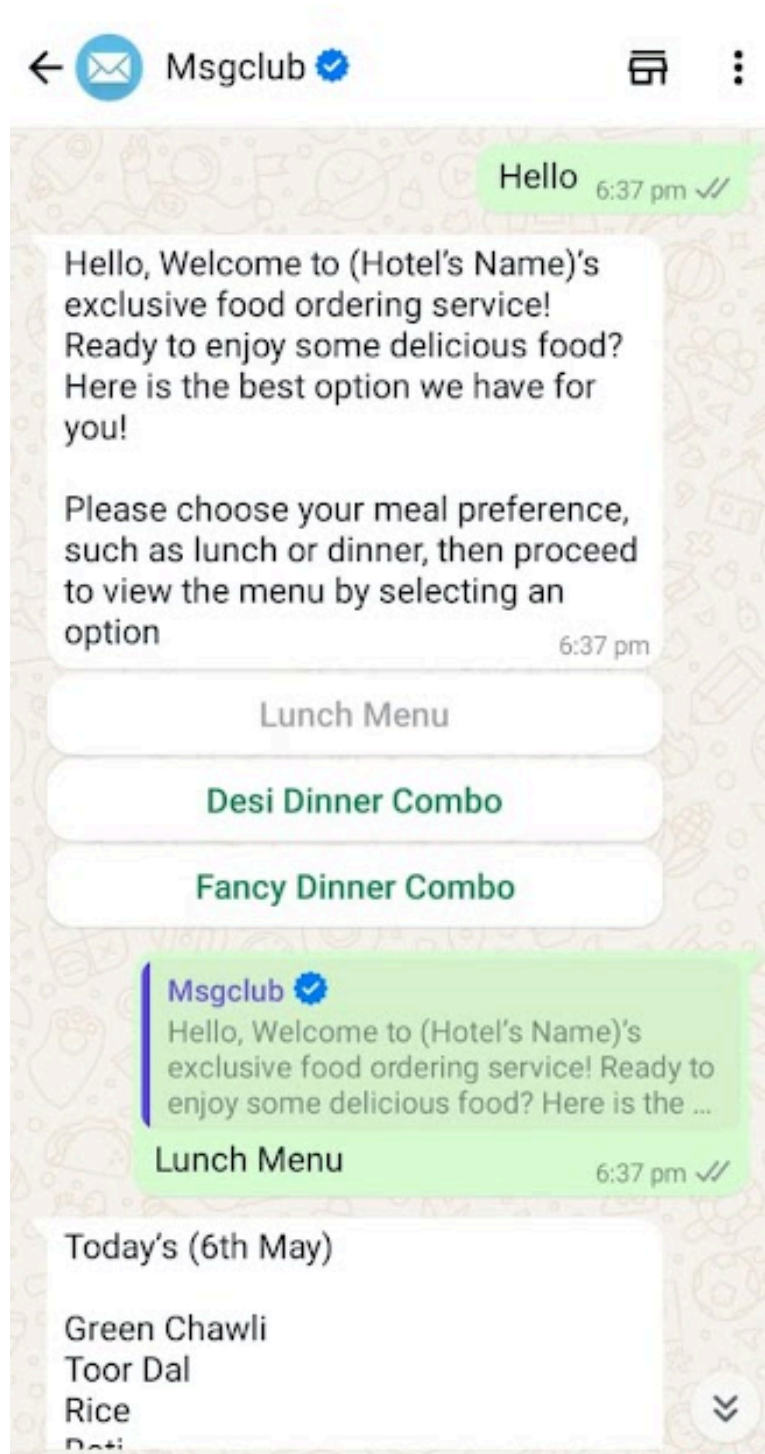 Msgclub
Hello 6:37 pm
Hello, Welcome to (Hotel's Name)'s
exclusive food ordering service!
Ready to enjoy some delicious food?
Here is the best option we have for
you!
Please choose your meal preference,
such as lunch or dinner, then proceed
to view the menu by selecting an
option 6:37 pm
Lunch Menu
Desi Dinner Combo
Fancy Dinner Combo
Msgclub
Hello, Welcome to (Hotel's Name)'s
exclusive food ordering service! Ready to
enjoy some delicious food? Here is the ...
Lunch Menu 6:37 pm
Today's (6th May)
Green Chawli
Toor Dal
Rice